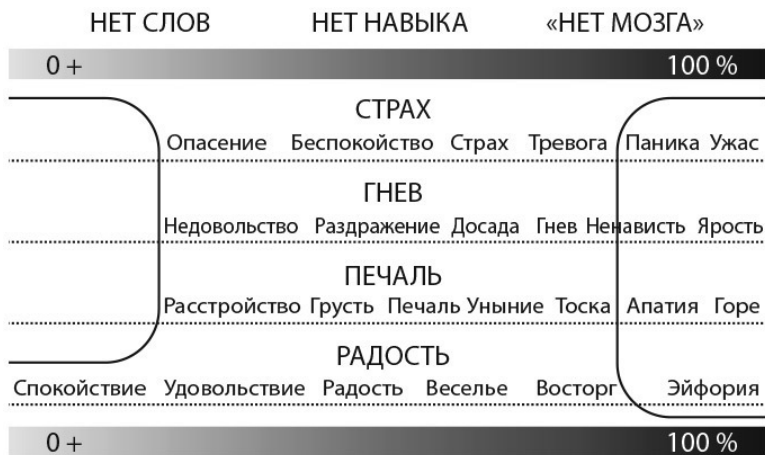 НЕТ СЛОВ НЕТ НАВЫКА «НЕТ МОЗГА»
0 + 100 %
СТРАХ
Опасение Беспокойство Страх Тревога Паника Ужас
ГНЕВ
Недовольство Раздражение Досада Гнев Ненависть Ярость
ПЕЧАЛЬ
Расстройство Грусть Печаль Уныние Тоска Апатия Горе
РАДОСТЬ
Спокойствие Удовольствие Радость Веселье Восторг Эйфория
0 + 100 %